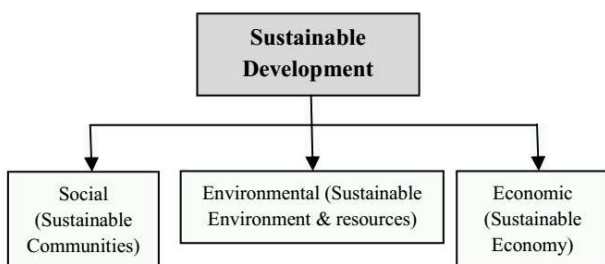 Sustainable
Development
Social
(Sustainable
Communities)
Environmental (Sustainable
Environment & resources)
Economic
(Sustainable
Economy)